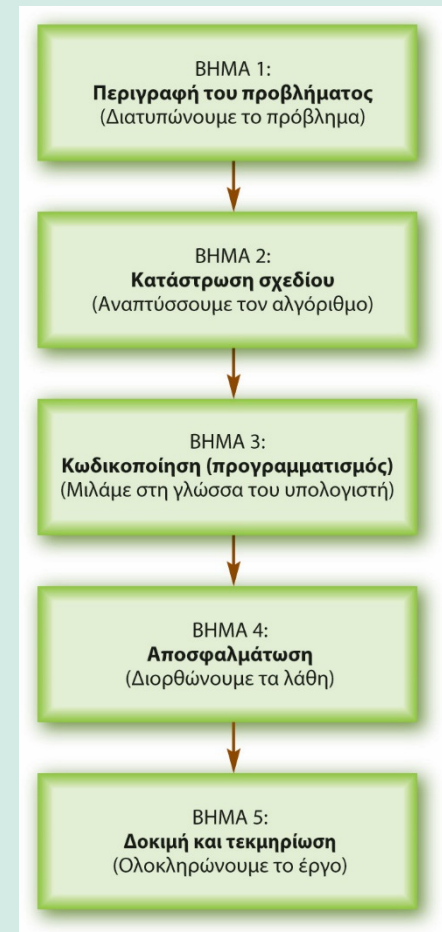 ΒΗΜΑ 1:
Περιγραφή του προβλήματος
(Διατυπώνουμε το πρόβλημα)
ΒΗΜΑ 2:
Κατάστρωση σχεδίου
(Αναπτύσσουμε τον αλγόριθμο)
ΒΗΜΑ 3:
Κωδικοποίηση (προγραμματισμός)
(Μιλάμε στη γλώσσα του υπολογιστή)
ΒΗΜΑ 4:
Αποσφαλμάτωση
(Διορθώνουμε τα λάθη)
ΒΗΜΑ 5:
Δοκιμή και τεκμηρίωση
(Ολοκληρώνουμε το έργο)